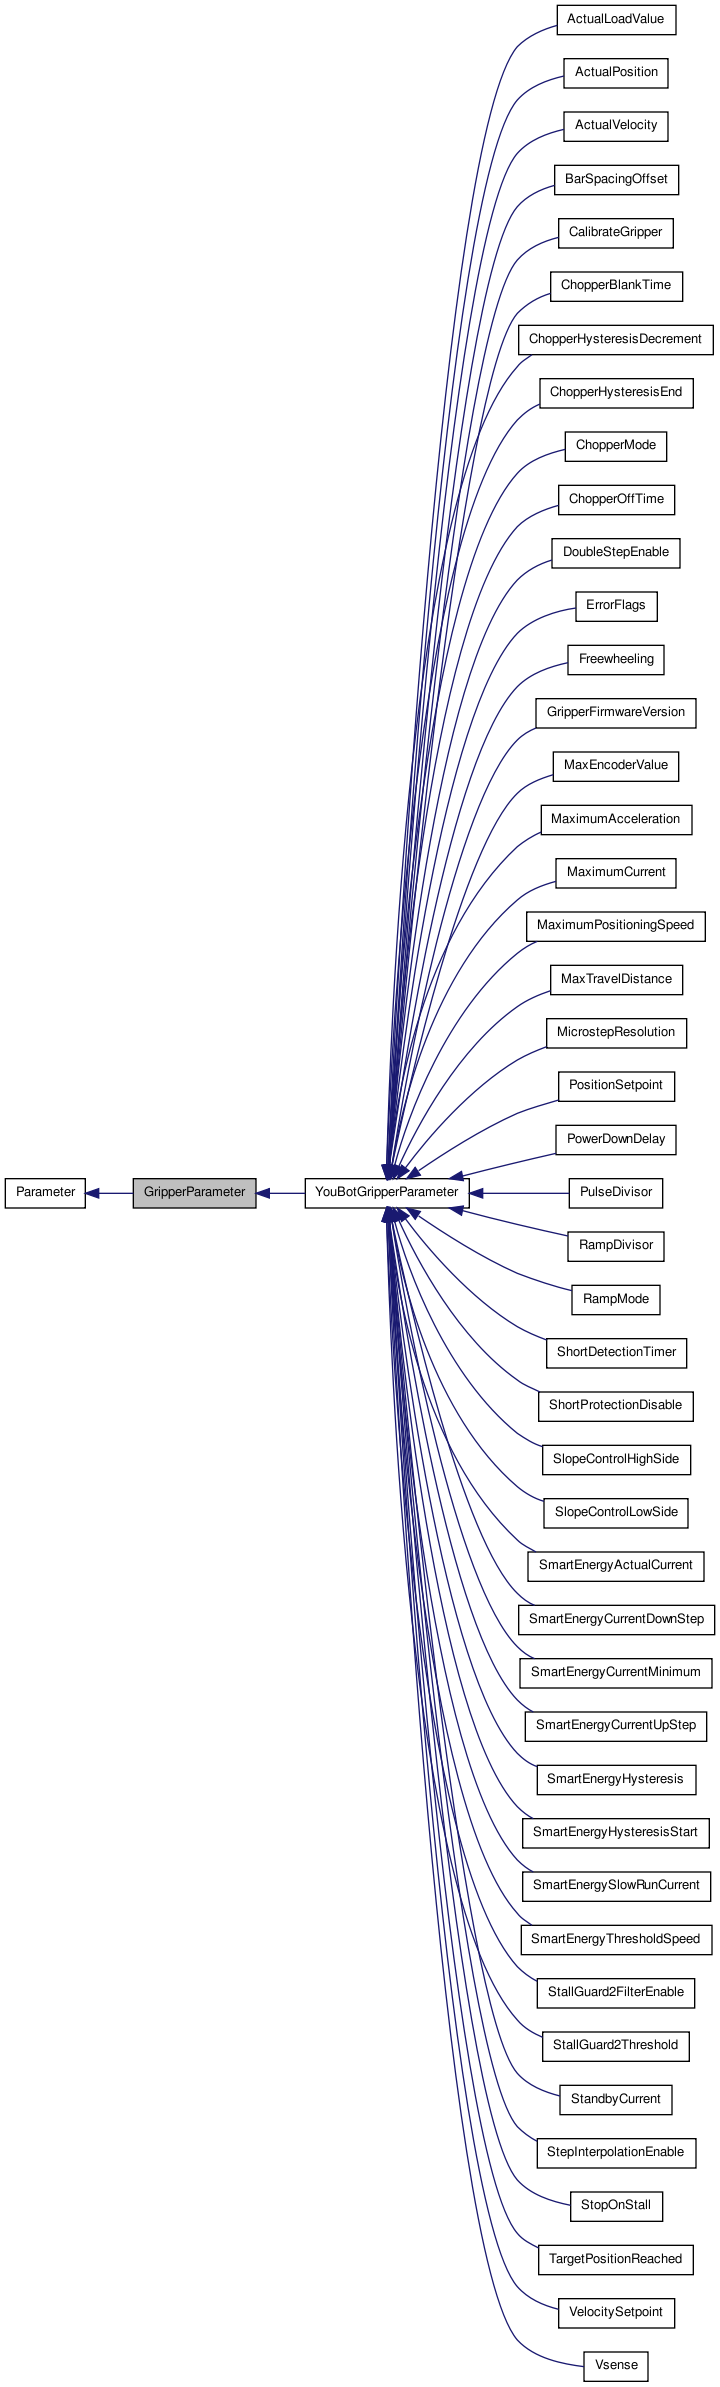 ActualLoadValue
ActualPosition
ActualVelocity
BarSpacingOffset
CalibrateGripper
ChopperBlankTime
ChopperHysteresisDecrement
ChopperHysteresisEnd
ChopperMode
ChopperOffTime
DoubleStepEnable
ErrorFlags
Freewheeling
GripperFirmwareVersion
MaxEncoderValue
MaximumAcceleration
MaximumCurrent
MaximumPositioningSpeed
MaxTravelDistance
MicrostepResolution
PositionSetpoint
PowerDownDelay
Parameter GripperParameter YouBotGripperParameter PulseDivisor
RampDivisor
RampMode
ShortDetectionTimer
ShortProtectionDisable
SlopeControlHighSide
SlopeControlLowSide
SmartEnergyActualCurrent
SmartEnergyCurrentDownStep
SmartEnergyCurrentMinimum
SmartEnergyCurrentUpStep
SmartEnergyHysteresis
SmartEnergyHysteresisStart
SmartEnergySlowRunCurrent
SmartEnergyThresholdSpeed
StallGuard2FilterEnable
StallGuard2Threshold
StandbyCurrent
StepInterpolationEnable
StopOnStall
TargetPositionReached
VelocitySetpoint
Vsense